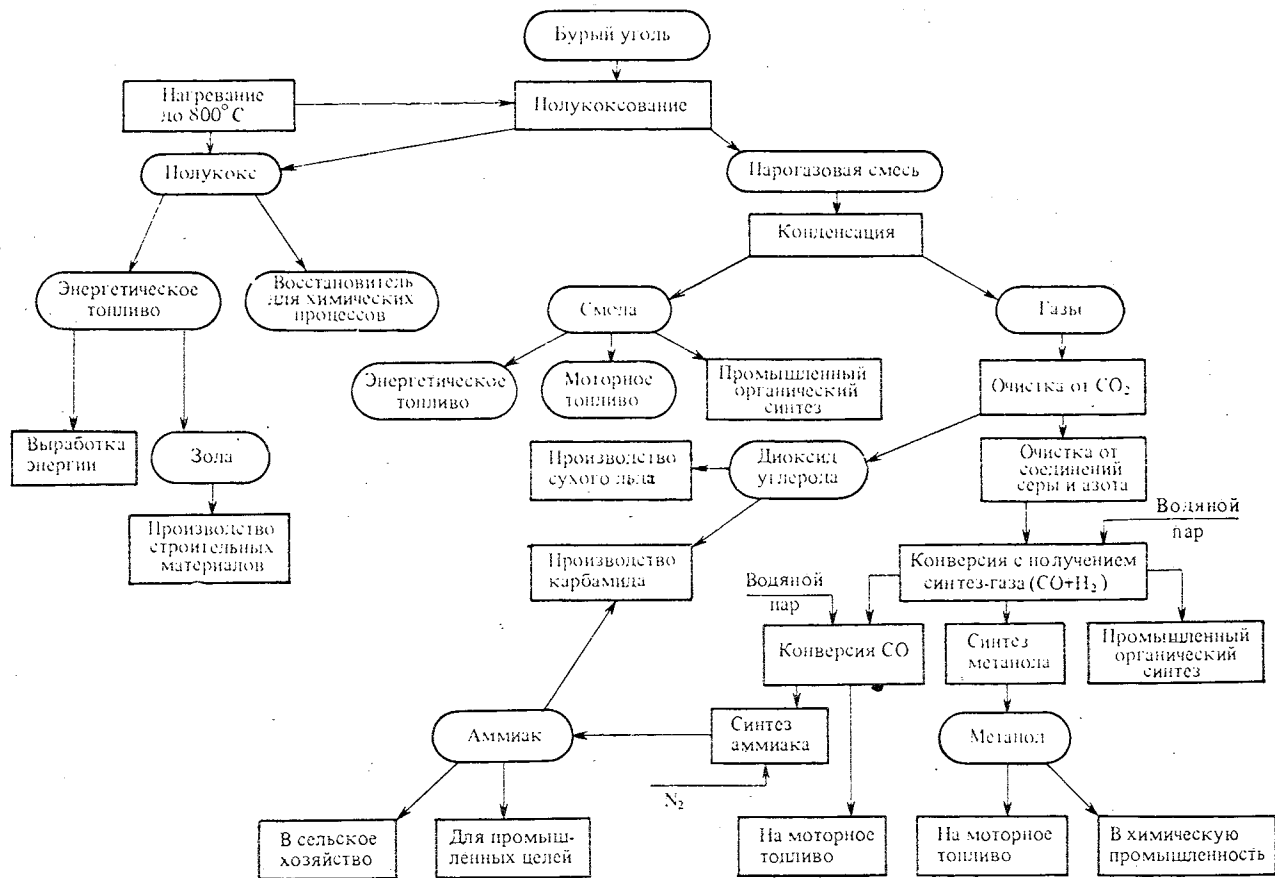 Бурый уголь
Нагревание
до 800°С
Полукоксование
Полукокс
Парогазовая смесь
Конденсация
Энергетическое
топливо
Восстановитель
для химических
процессов
Смола
Газы
Энергетическое
топливо
Моторное
топливо
Промышленный
органический
синтез
Очистка от СО2
Выработка
энергии
Зола
Производство
сухого льда
Диоксид
углерода
Очистка от
соединений
серы и азота
Водяной
пар
Производство
строительных
материалов
Производство
карбамида
Водяной
пар
Конверсия с получением
синтез-газа (СО+Н2)
Конверсия СО
Синтез
метанола
Промышленный
органический
синтез
Аммиак
Синтез
аммиака
Метанол
N2
В сельское
хозяйство
Для промыш-
ленных целей
На моторное
топливо
На моторное
топливо
В химическую
промышленность